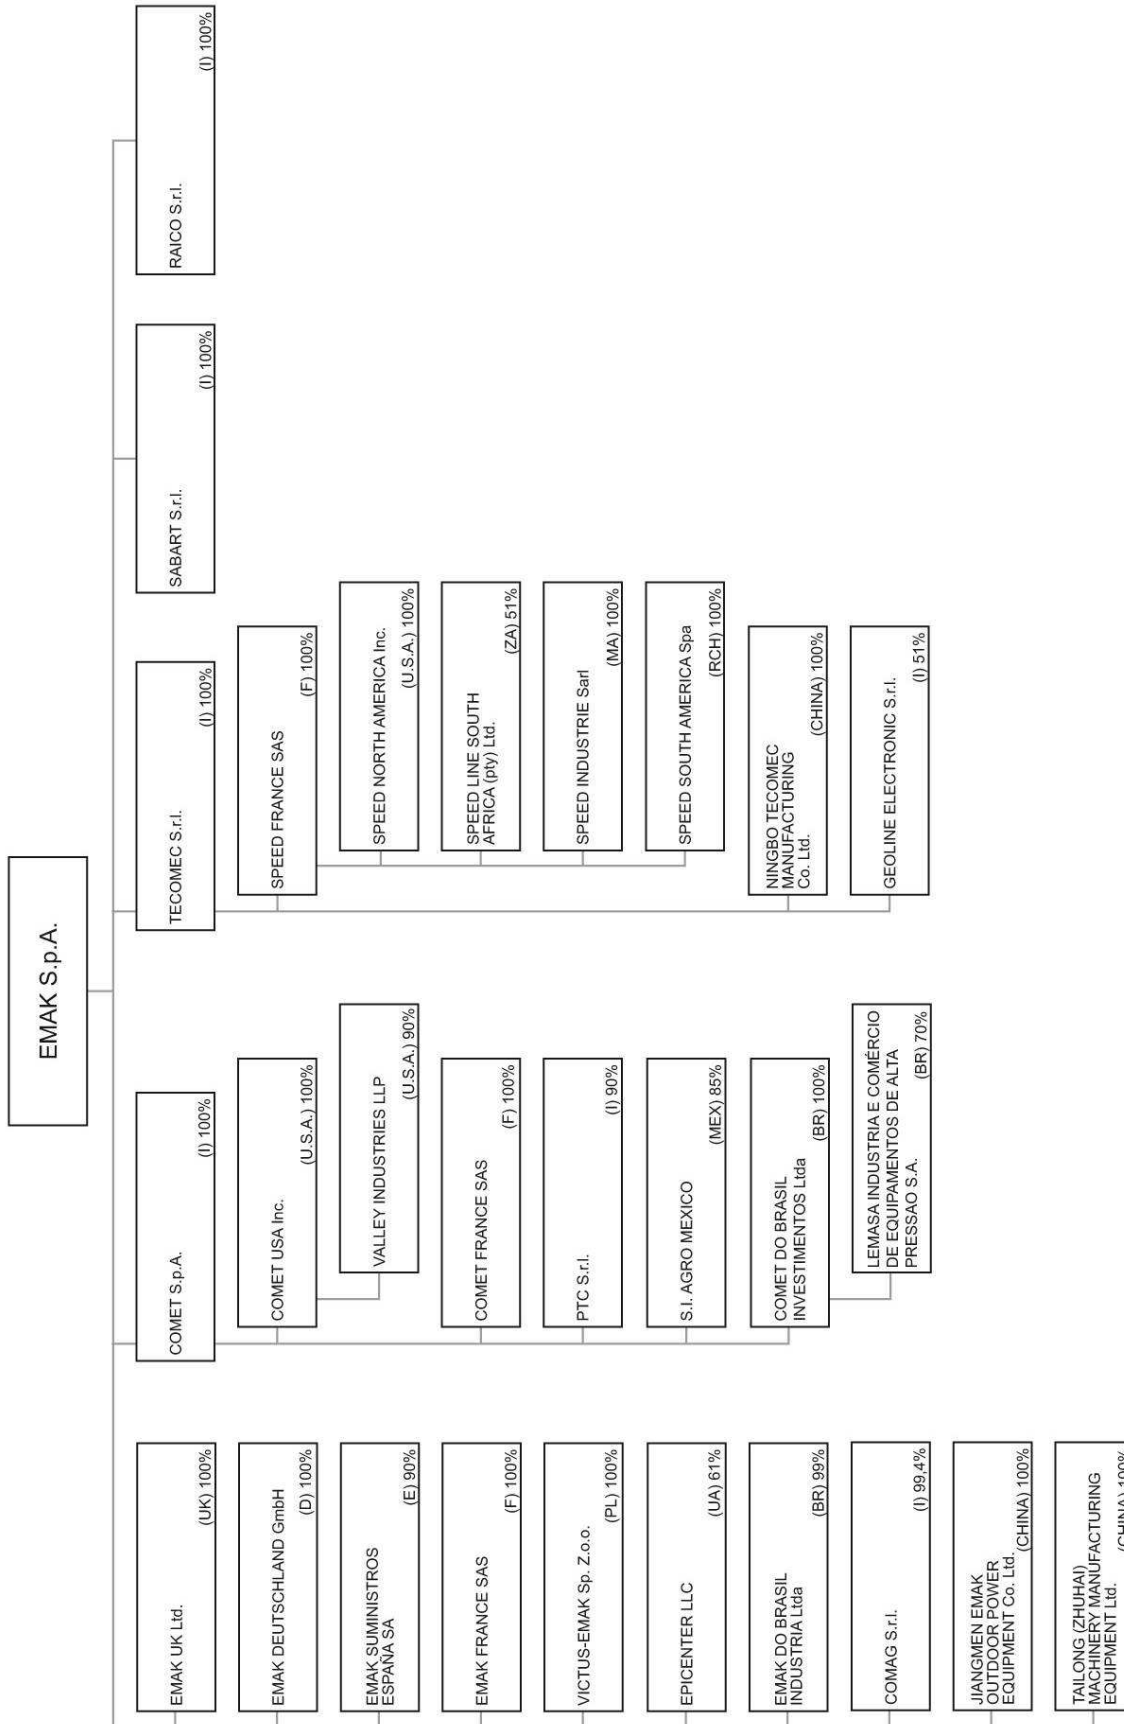 EMAK S.p.A.
EMAK UK Ltd.
(UK) 100%
EMAK DEUTSCHLAND GmbH
(D) 100%
EMAK SUMINISTROS
ESPAÑA SA
(E) 90%
EMAK FRANCE SAS
(F) 100%
VICTUS-EMAK Sp. Z.o.o.
(PL) 100%
EPICENTER LLC
(UA) 61%
EMAK DO BRASIL
INDUSTRIA Ltda
(BR) 99%
COMAG S.r.l.
(I) 99,4%
JIANGMEN EMAK
OUTDOOR POWER
EQUIPMENT Co. Ltd.
(CHINA) 100%
TAILONG (ZHUHAI)
MACHINERY MANUFACTURING
EQUIPMENT Ltd.
(CHINA) 100%
COMET S.p.A.
(I) 100%
COMET USA Inc.
(U.S.A.) 100%
VALLEY INDUSTRIES LLP
(U.S.A.) 90%
COMET FRANCE SAS
(F) 100%
PTC S.r.l.
(I) 90%
S.I. AGRO MEXICO
(MEX) 85%
COMET DO BRASIL
INVESTIMENTOS Ltda
(BR) 100%
LEMASA INDUSTRIA E COMÉRCIO
DE EQUIPAMENTOS DE ALTA
PRESSAO S.A.
(BR) 70%
TECOMEC S.r.l.
(I) 100%
SPEED FRANCE SAS
(F) 100%
SPEED NORTH AMERICA Inc.
(U.S.A.) 100%
SPEED LINE SOUTH
AFRICA (pty) Ltd.
(ZA) 51%
SPEED INDUSTRIE Sarl
(MA) 100%
SPEED SOUTH AMERICA Spa
(RCH) 100%
NINGBO TECOMEC
MANUFACTURING
Co. Ltd.
(CHINA) 100%
GEOLINE ELECTRONIC S.r.l.
(I) 51%
SABART S.r.l.
(I) 100%
RAICO S.r.l.
(I) 100%